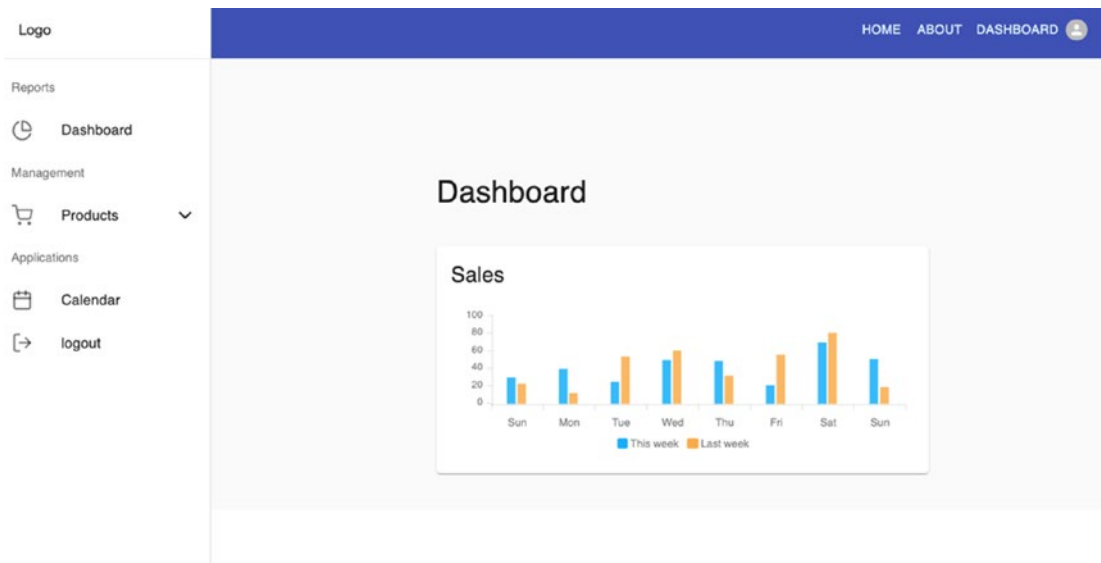 Logo
HOME ABOUT DASHBOARD
Reports
Dashboard
Management
Products
Applications
Calendar
logout
Dashboard
Sales
100
80
60
40
20
0
Sun Mon Tue Wed Thu Fri Sat Sun
This week Last week